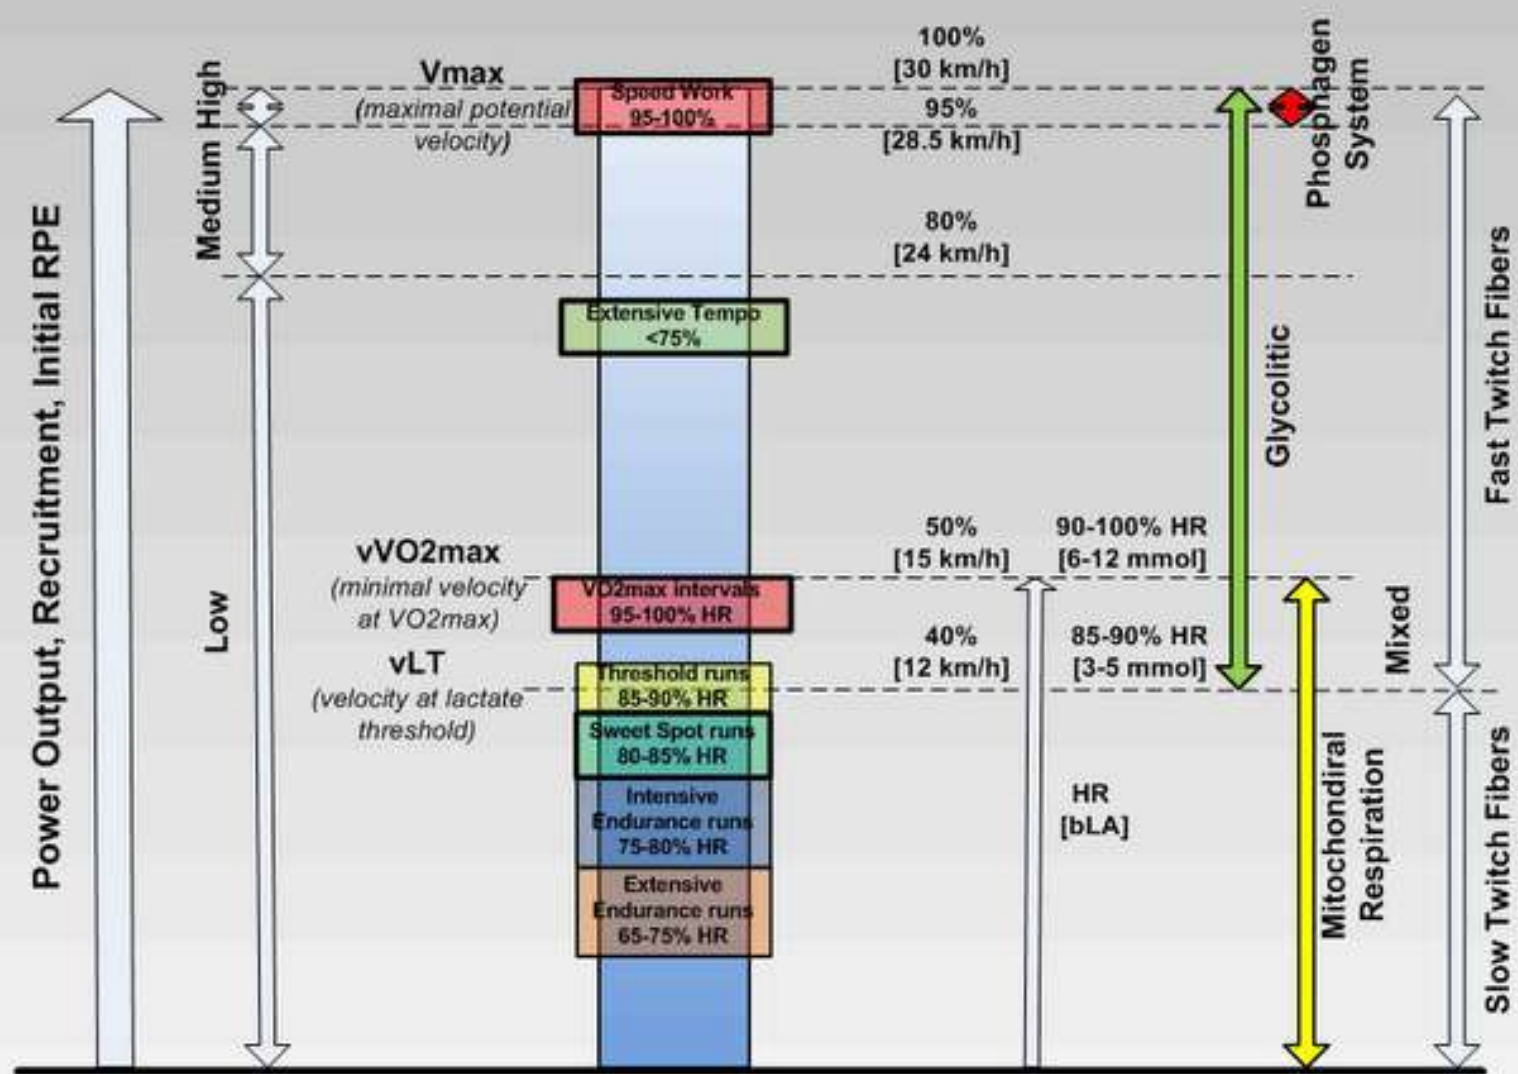 Power Output, Recruitment, Initial RPE
High
Medium
Low
Vmax
(maximal potential
velocity)
vVO2max
(minimal velocity
at VO2max)
vLT
(velocity at lactate
threshold)
Speed Work
95-100%
Extensive Tempo
<75%
VO2max intervals
95-100% HR
Threshold runs
85-90% HR
Sweet Spot runs
80-85% HR
Intensive
Endurance runs
75-80% HR
Extensive
Endurance runs
65-75% HR
100%
[30 km/h]
95%
[28.5 km/h]
80%
[24 km/h]
50%
[15 km/h]
90-100% HR
[6-12 mmol]
40%
[12 km/h]
85-90% HR
[3-5 mmol]
HR
[bLA]
Phosphagen
System
Glycolitic
Mixed
Mitochondiral
Respiration
Fast Twitch Fibers
Slow Twitch Fibers